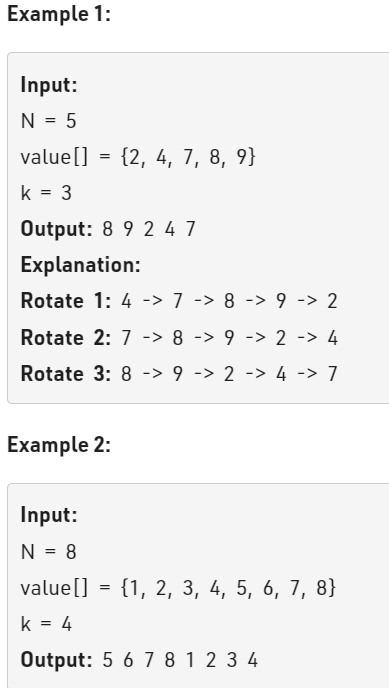 Example 1:
Input:
N = 5
value[] = {2, 4, 7, 8, 9}
k = 3
Output: 8 9 2 4 7
Explanation:
Rotate 1: 4 -> 7 -> 8 -> 9 -> 2
Rotate 2: 7 -> 8 -> 9 -> 2 -> 4
Rotate 3: 8 -> 9 -> 2 -> 4 -> 7
Example 2:
Input:
N = 8
value[] = {1, 2, 3, 4, 5, 6, 7, 8}
k = 4
Output: 5 6 7 8 1 2 3 4